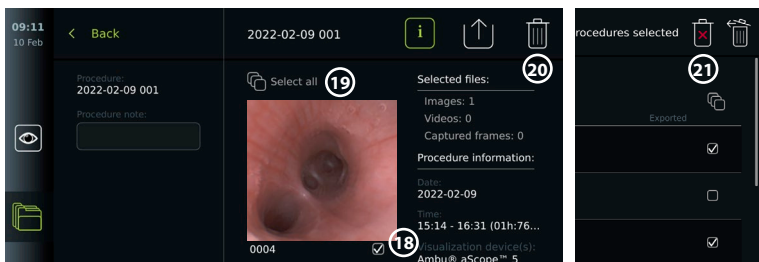 09:11
10 Feb
Back
2022-02-09 001
i
Procedure:
2022-02-09 001
Procedure note:
Select all
19
0004
18
20
Selected files:
Images: 1
Videos: 0
Captured frames: 0
Procedure information:
Date:
2022-02-09
Time:
15:14 - 16:31 (01h:76...
Visualization device(s):
Ambu® aScope™ 5
rocedures selected
21
Exported